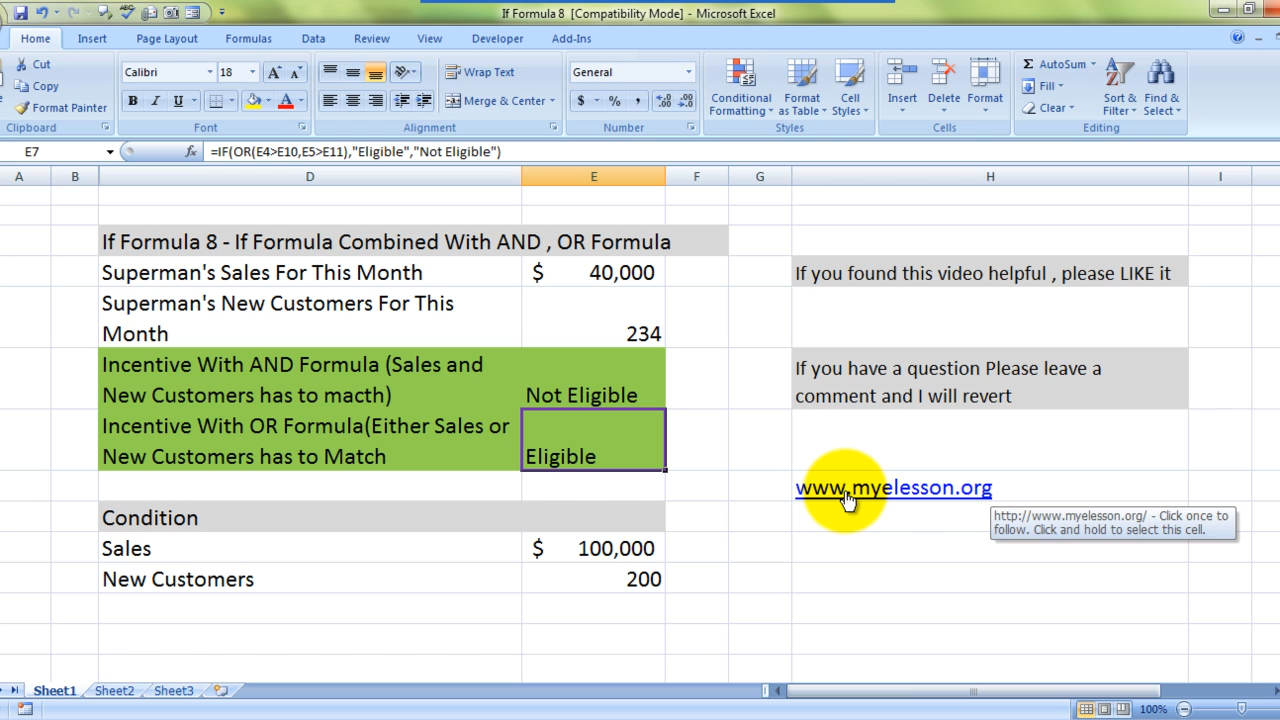 If Formula 8 [Compatibility Mode] - Microsoft Excel
Home Insert Page Layout Formulas Data Review View Developer Add-Ins
Cut
Copy
Format Painter
Clipboard
Calibri 18
B I U A
Font
Wrap Text
Merge & Center
Alignment
General
$ % ,
Number
Conditional Formatting
Format as Table
Cell Styles
Styles
Insert Delete Format
Cells
Σ AutoSum
Fill
Clear
Sort & Filter
Find & Select
Editing
E7 fx =IF(OR(E4>E10,E5>E11),"Eligible","Not Eligible")
A B D E F G H I
If Formula 8 - If Formula Combined With AND , OR Formula
Superman's Sales For This Month $ 40,000
If you found this video helpful , please LIKE it
Superman's New Customers For This
Month 234
Incentive With AND Formula (Sales and
New Customers has to macth) Not Eligible
If you have a question Please leave a
comment and I will revert
Incentive With OR Formula(Either Sales or
New Customers has to Match Eligible
www.myelesson.org
http://www.myelesson.org/ - Click once to
follow. Click and hold to select this cell.
Condition
Sales $ 100,000
New Customers 200
Sheet1 Sheet2 Sheet3
100%